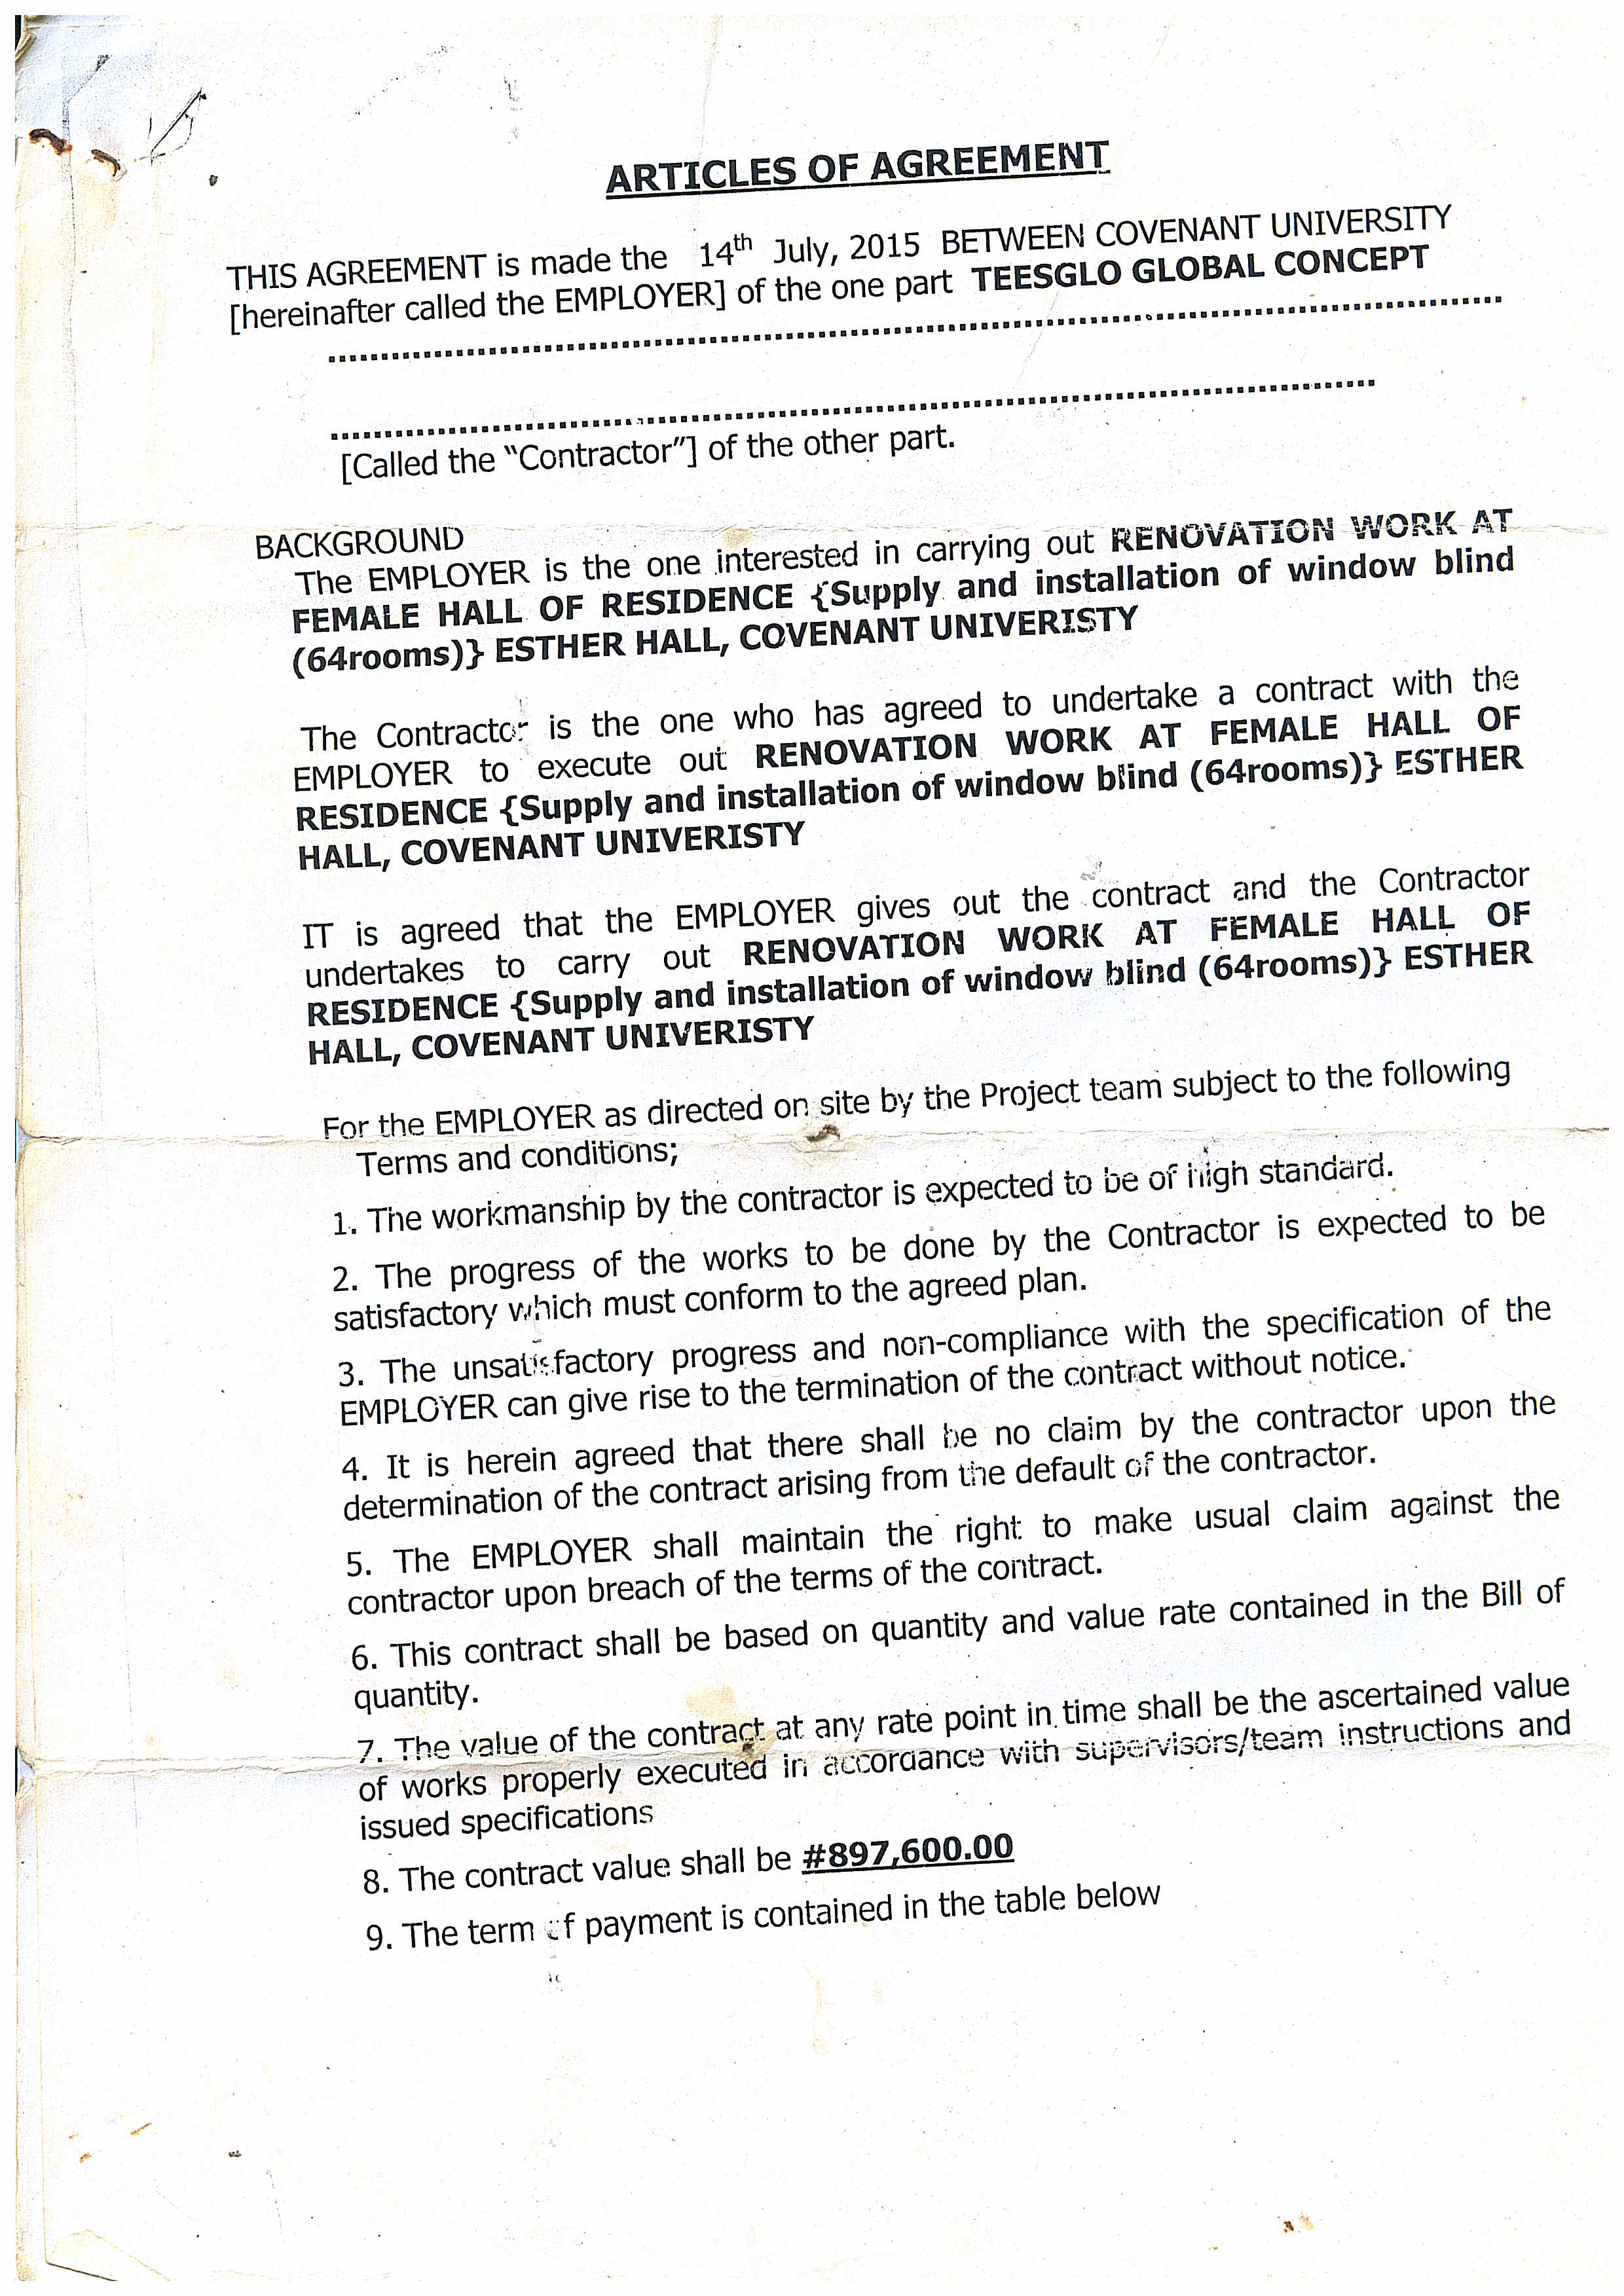 ARTICLES OF AGREEMENT
THIS AGREEMENT is made the 14th July, 2015 BETWEEN COVENANT UNIVERSITY
[hereinafter called the EMPLOYER] of the one part TEESGLO GLOBAL CONCEPT
[Called the “Contractor”] of the other part.
BACKGROUND
The EMPLOYER is the one interested in carrying out RENOVATION WORK AT
FEMALE HALL OF RESIDENCE {Supply and installation of window blind
(64rooms)} ESTHER HALL, COVENANT UNIVERISTY
The Contractor is the one who has agreed to undertake a contract with the
EMPLOYER to execute out RENOVATION WORK AT FEMALE HALL OF
RESIDENCE {Supply and installation of window blind (64rooms)} ESTHER
HALL, COVENANT UNIVERISTY
IT is agreed that the EMPLOYER gives out the contract and the Contractor
undertakes to carry out RENOVATION WORK AT FEMALE HALL OF
RESIDENCE {Supply and installation of window blind (64rooms)} ESTHER
HALL, COVENANT UNIVERISTY
For the EMPLOYER as directed on site by the Project team subject to the following
Terms and conditions;
1. The workmanship by the contractor is expected to be of high standard.
2. The progress of the works to be done by the Contractor is expected to be
satisfactory which must conform to the agreed plan.
3. The unsatisfactory progress and non-compliance with the specification of the
EMPLOYER can give rise to the termination of the contract without notice.
4. It is herein agreed that there shall be no claim by the contractor upon the
determination of the contract arising from the default of the contractor.
5. The EMPLOYER shall maintain the right to make usual claim against the
contractor upon breach of the terms of the contract.
6. This contract shall be based on quantity and value rate contained in the Bill of
quantity.
7. The value of the contract at any rate point in time shall be the ascertained value
of works properly executed in accordance with supervisors/team instructions and
issued specifications
8. The contract value shall be #897,600.00
9. The term of payment is contained in the table below